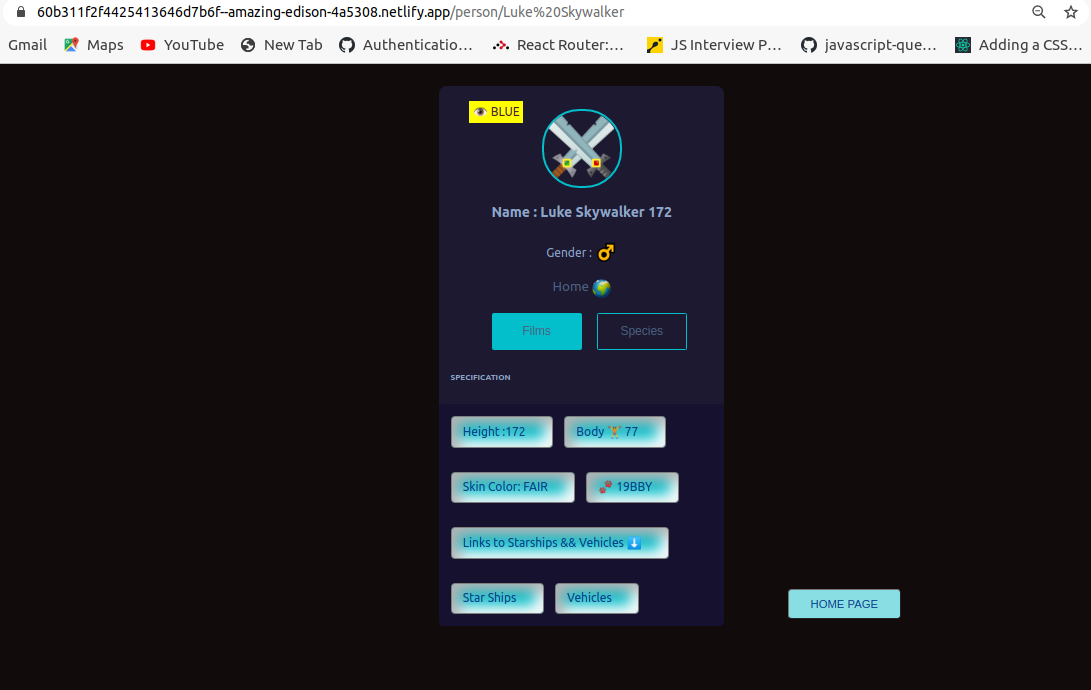 60b311f2f4425413646d7b6f--amazing-edison-4a5308.netlify.app/person/Luke%20Skywalker
Gmail Maps YouTube New Tab Authenticatio... React Router:... JS Interview P... javascript-que... Adding a CSS...
👁️ BLUE
Name : Luke Skywalker 172
Gender : ♂
Home 🌍
Films Species
SPECIFICATION
Height :172 Body 🏋️ 77
Skin Color: FAIR 🐾 19BBY
Links to Starships && Vehicles ⬇️
Star Ships Vehicles
HOME PAGE